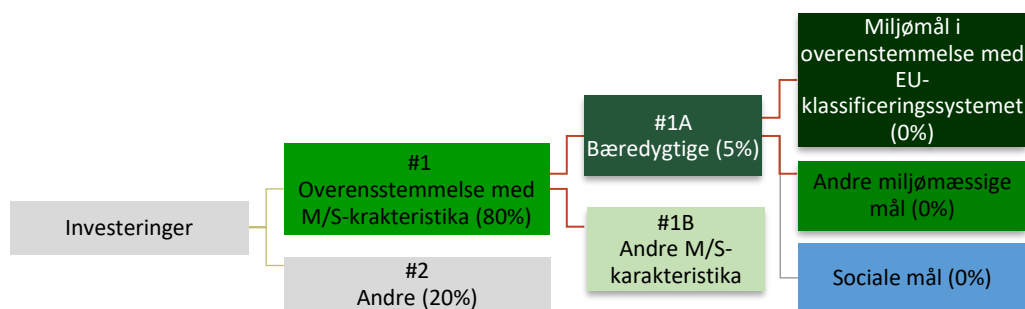 Investeringer
#1
Overensstemmelse med
M/S-krakteristika (80%)
#2
Andre (20%)
#1A
Bæredygtige (5%)
#1B
Andre M/S-
karakteristika
Miljømål i
overenstemmelse med
EU-
klassificeringssystemet
(0%)
Andre miljømæssige
mål (0%)
Sociale mål (0%)